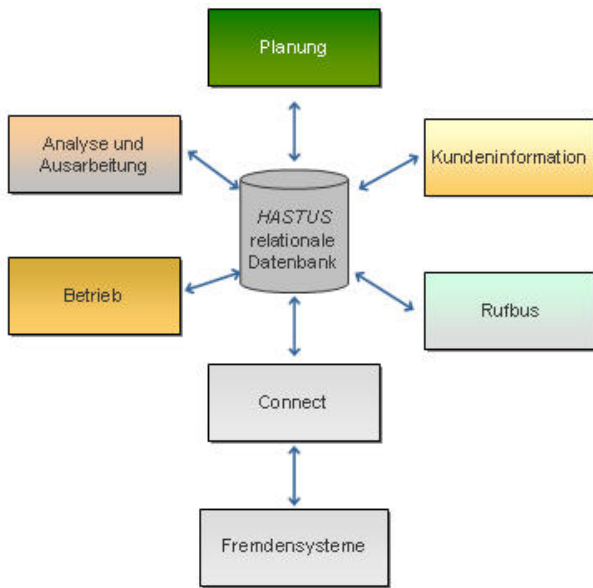 Planung
Analyse und
Ausarbeitung
Kundeninformation
HASTUS
relationale
Datenbank
Betrieb
Rufbus
Connect
Fremdensysteme